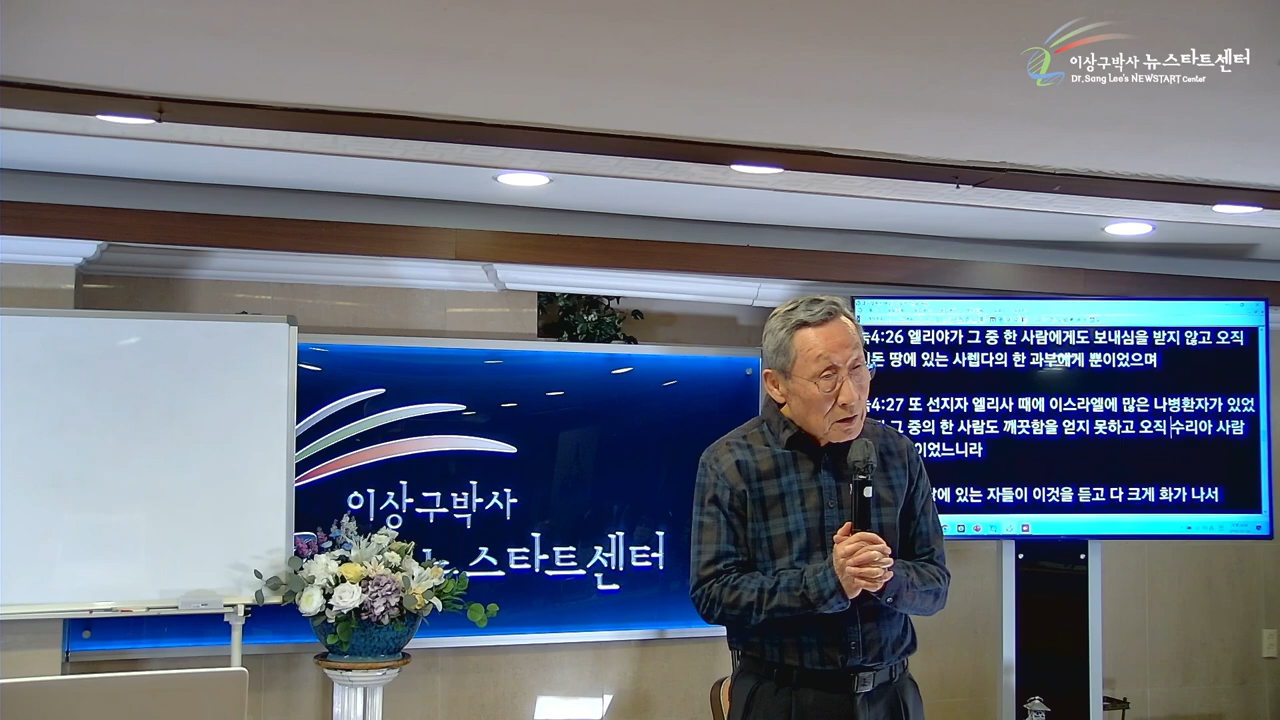 이상구박사 뉴스타트센터
Dr. Sang Lee's NEWSTART Center
4:26 엘리야가 그 중 한 사람에게도 보내심을 받지 않고 오직
땅에 있는 사렙다의 한 과부에게 뿐이었으며
4:27 또 선지자 엘리사 때에 이스라엘에 많은 나병환자가 있었
그 중의 한 사람도 깨끗함을 얻지 못하고 오직 수리아 사람
이었느니라
에 있는 자들이 이것을 듣고 다 크게 화가 나서
이상구박사
스타트센터